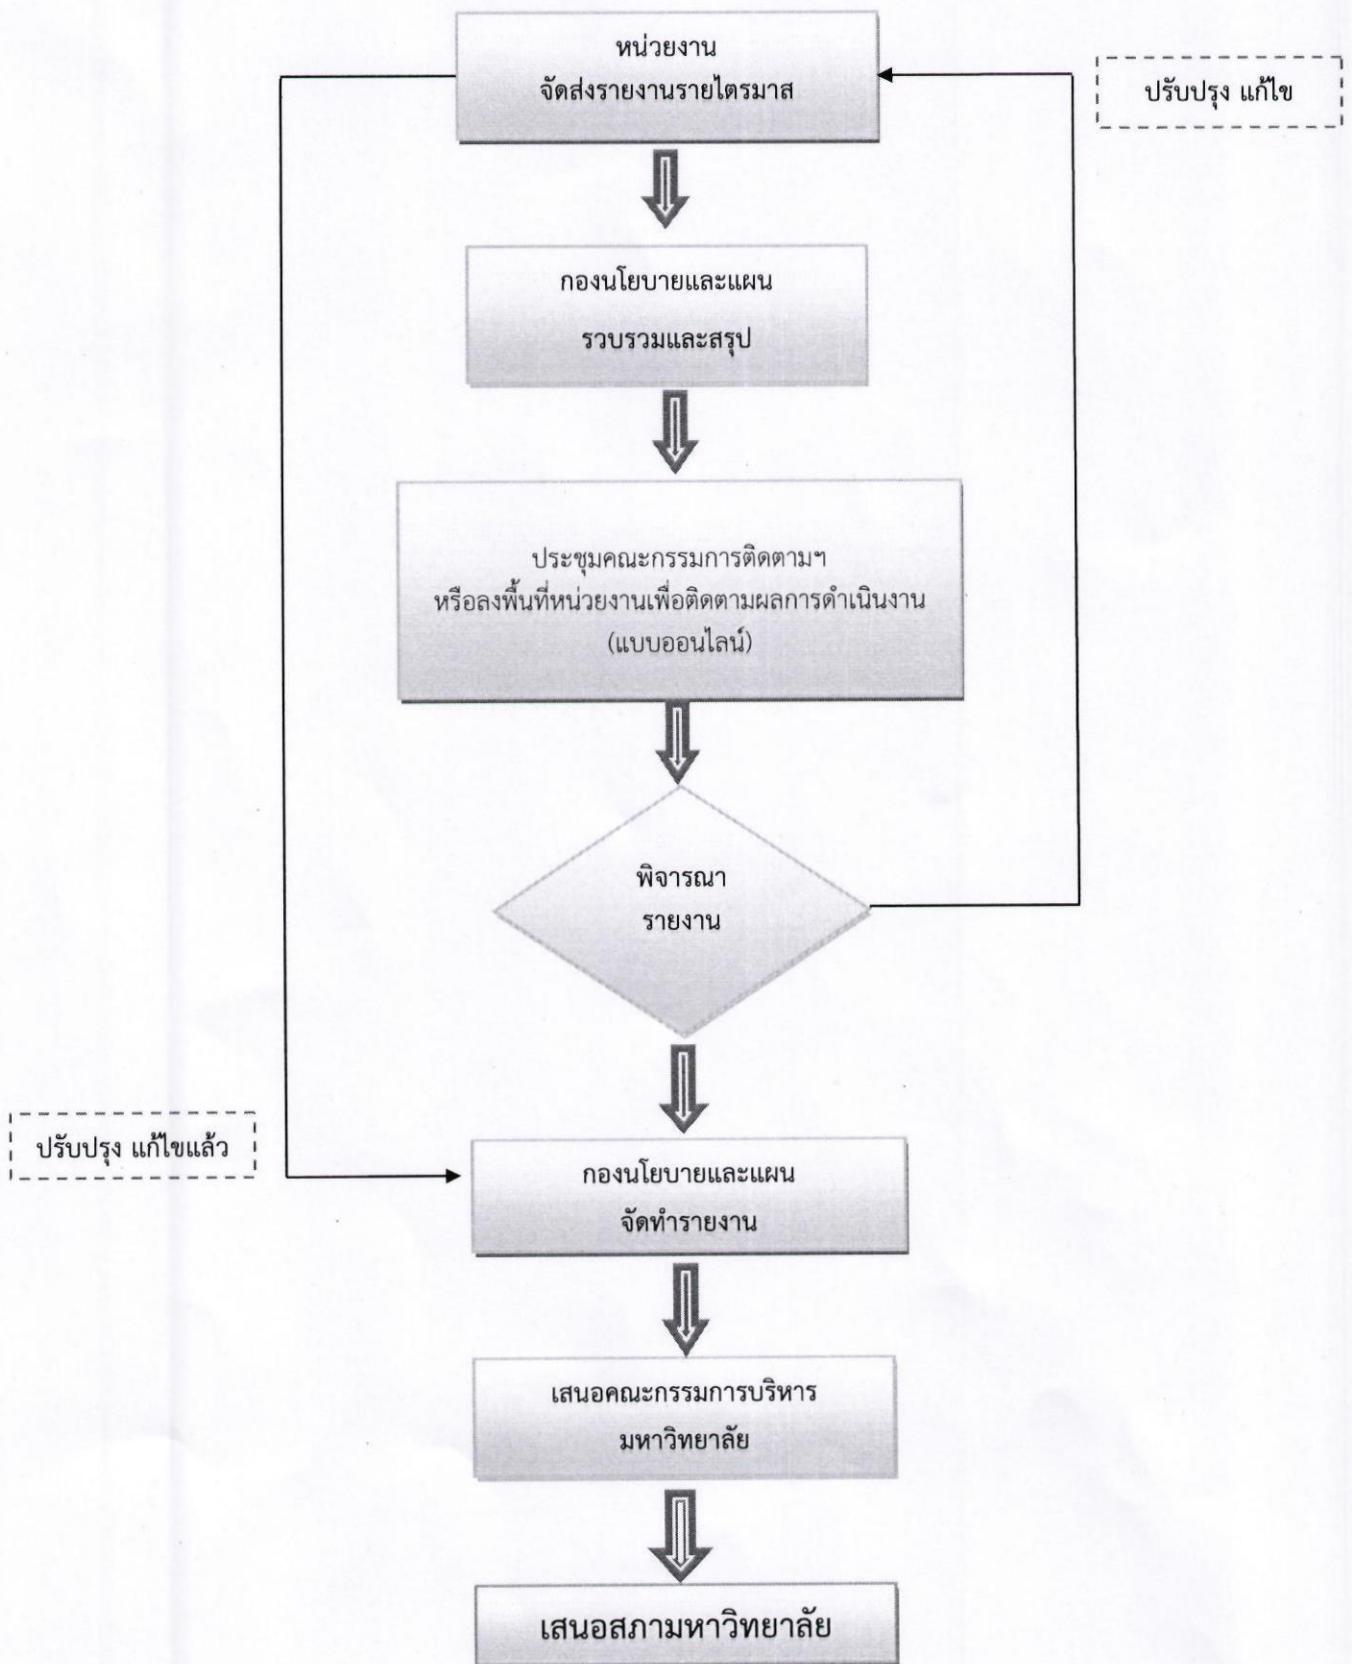 หน่วยงาน
จัดส่งรายงานรายไตรมาส
ปรับปรุง แก้ไข
กองนโยบายและแผน
รวบรวมและสรุป
ประชุมคณะกรรมการติดตามฯ
หรือลงพื้นที่หน่วยงานเพื่อติดตามผลการดำเนินงาน
(แบบออนไลน์)
พิจารณา
รายงาน
ปรับปรุง แก้ไขแล้ว
กองนโยบายและแผน
จัดทำรายงาน
เสนอคณะกรรมการบริหาร
มหาวิทยาลัย
เสนอสภามหาวิทยาลัย